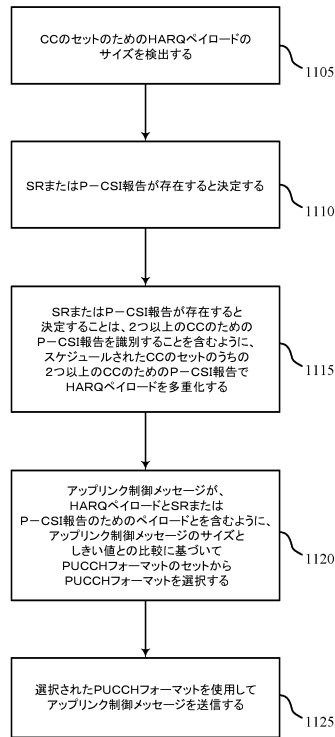 CCのセットのためのHARQペイロードの
サイズを検出する
1105
SRまたはP-CSI報告が存在すると決定する
1110
SRまたはP-CSI報告が存在すると
決定することは、2つ以上のCCのための
P-CSI報告を識別することを含むように、
スケジュールされたCCのセットのうちの
2つ以上のCCのためのP-CSI報告で
HARQペイロードを多重化する
1115
アップリンク制御メッセージが、
HARQペイロードとSRまたは
P-CSI報告のためのペイロードとを含むように、
アップリンク制御メッセージのサイズと
しきい値との比較に基づいて
PUCCHフォーマットのセットから
PUCCHフォーマットを選択する
1120
選択されたPUCCHフォーマットを使用して
アップリンク制御メッセージを送信する
1125